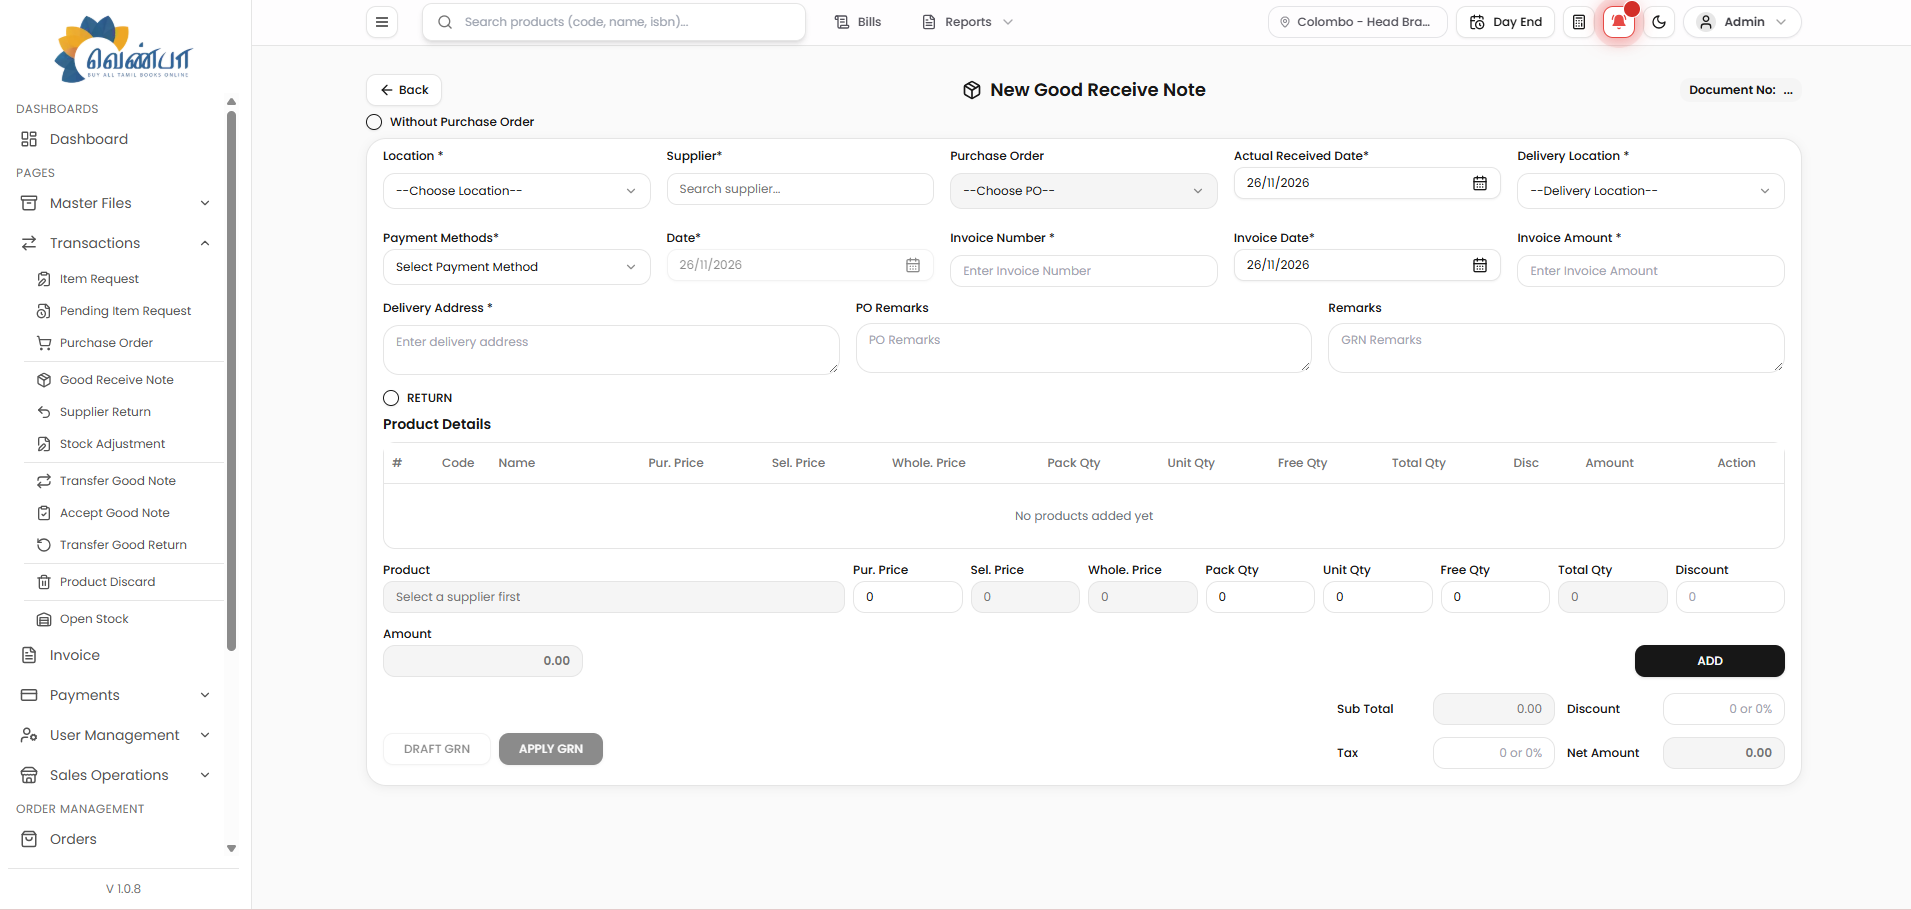 வெண்பா
BUY ALL TAMIL BOOKS ONLINE
DASHBOARDS
Dashboard
PAGES
Master Files
Transactions
Item Request
Pending Item Request
Purchase Order
Good Receive Note
Supplier Return
Stock Adjustment
Transfer Good Note
Accept Good Note
Transfer Good Return
Product Discard
Open Stock
Invoice
Payments
User Management
Sales Operations
ORDER MANAGEMENT
Orders
V 1.0.8
Search products (code, name, isbn)...
Bills
Reports
Colombo - Head Bra...
Day End
Admin
Back
New Good Receive Note
Document No: ...
Without Purchase Order
Location * Supplier* Purchase Order Actual Received Date* Delivery Location *
--Choose Location-- Search supplier... --Choose PO-- 26/11/2026 --Delivery Location--
Payment Methods* Date* Invoice Number * Invoice Date* Invoice Amount *
Select Payment Method 26/11/2026 Enter Invoice Number 26/11/2026 Enter Invoice Amount
Delivery Address * PO Remarks Remarks
Enter delivery address PO Remarks GRN Remarks
RETURN
Product Details
# Code Name Pur. Price Sel. Price Whole. Price Pack Qty Unit Qty Free Qty Total Qty Disc Amount Action
No products added yet
Product Pur. Price Sel. Price Whole. Price Pack Qty Unit Qty Free Qty Total Qty Discount
Select a supplier first 0 0 0 0 0 0 0 0
Amount
0.00 ADD
Sub Total 0.00 Discount 0 or 0%
DRAFT GRN APPLY GRN
Tax 0 or 0% Net Amount 0.00